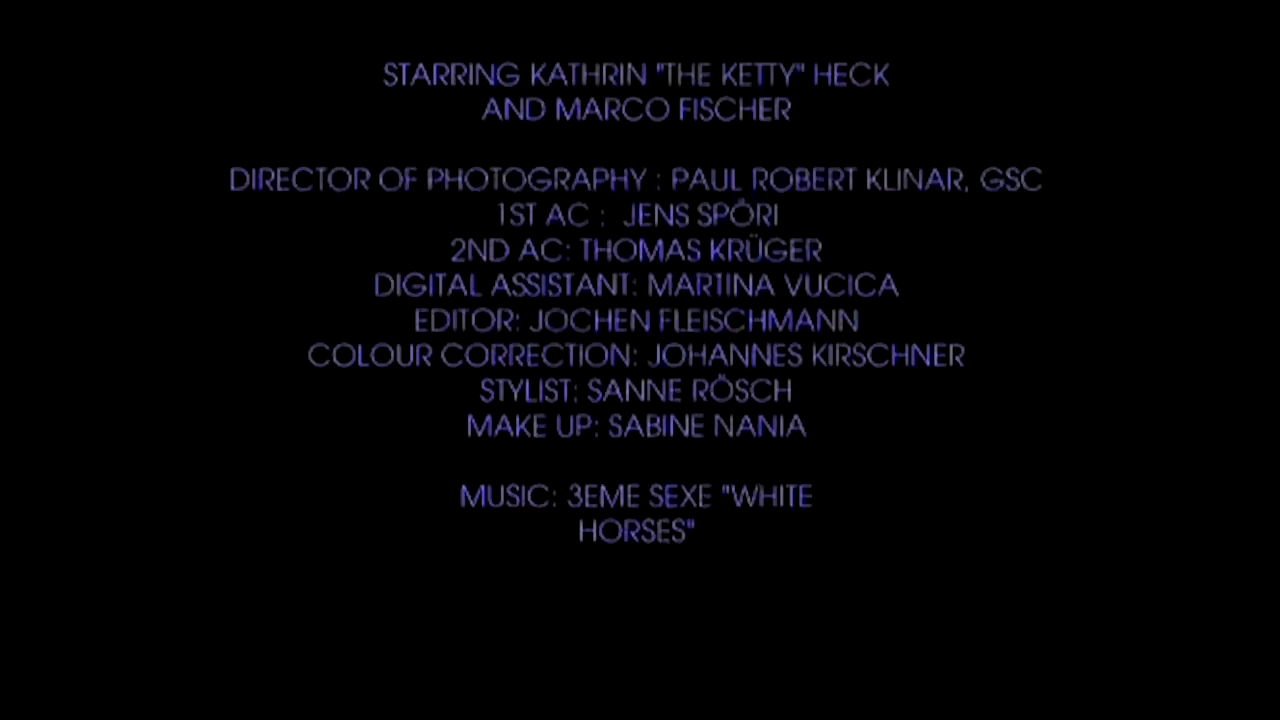 STARRING KATHRIN "THE KETTY" HECK
AND MARCO FISCHER
DIRECTOR OF PHOTOGRAPHY : PAUL ROBERT KLINAR, GSC
1ST AC : JENS SPÖRI
2ND AC: THOMAS KRÜGER
DIGITAL ASSISTANT: MARTINA VUCICA
EDITOR: JOCHEN FLEISCHMANN
COLOUR CORRECTION: JOHANNES KIRSCHNER
STYLIST: SANNE RÖSCH
MAKE UP: SABINE NANIA
MUSIC: 3EME SEXE "WHITE
HORSES"